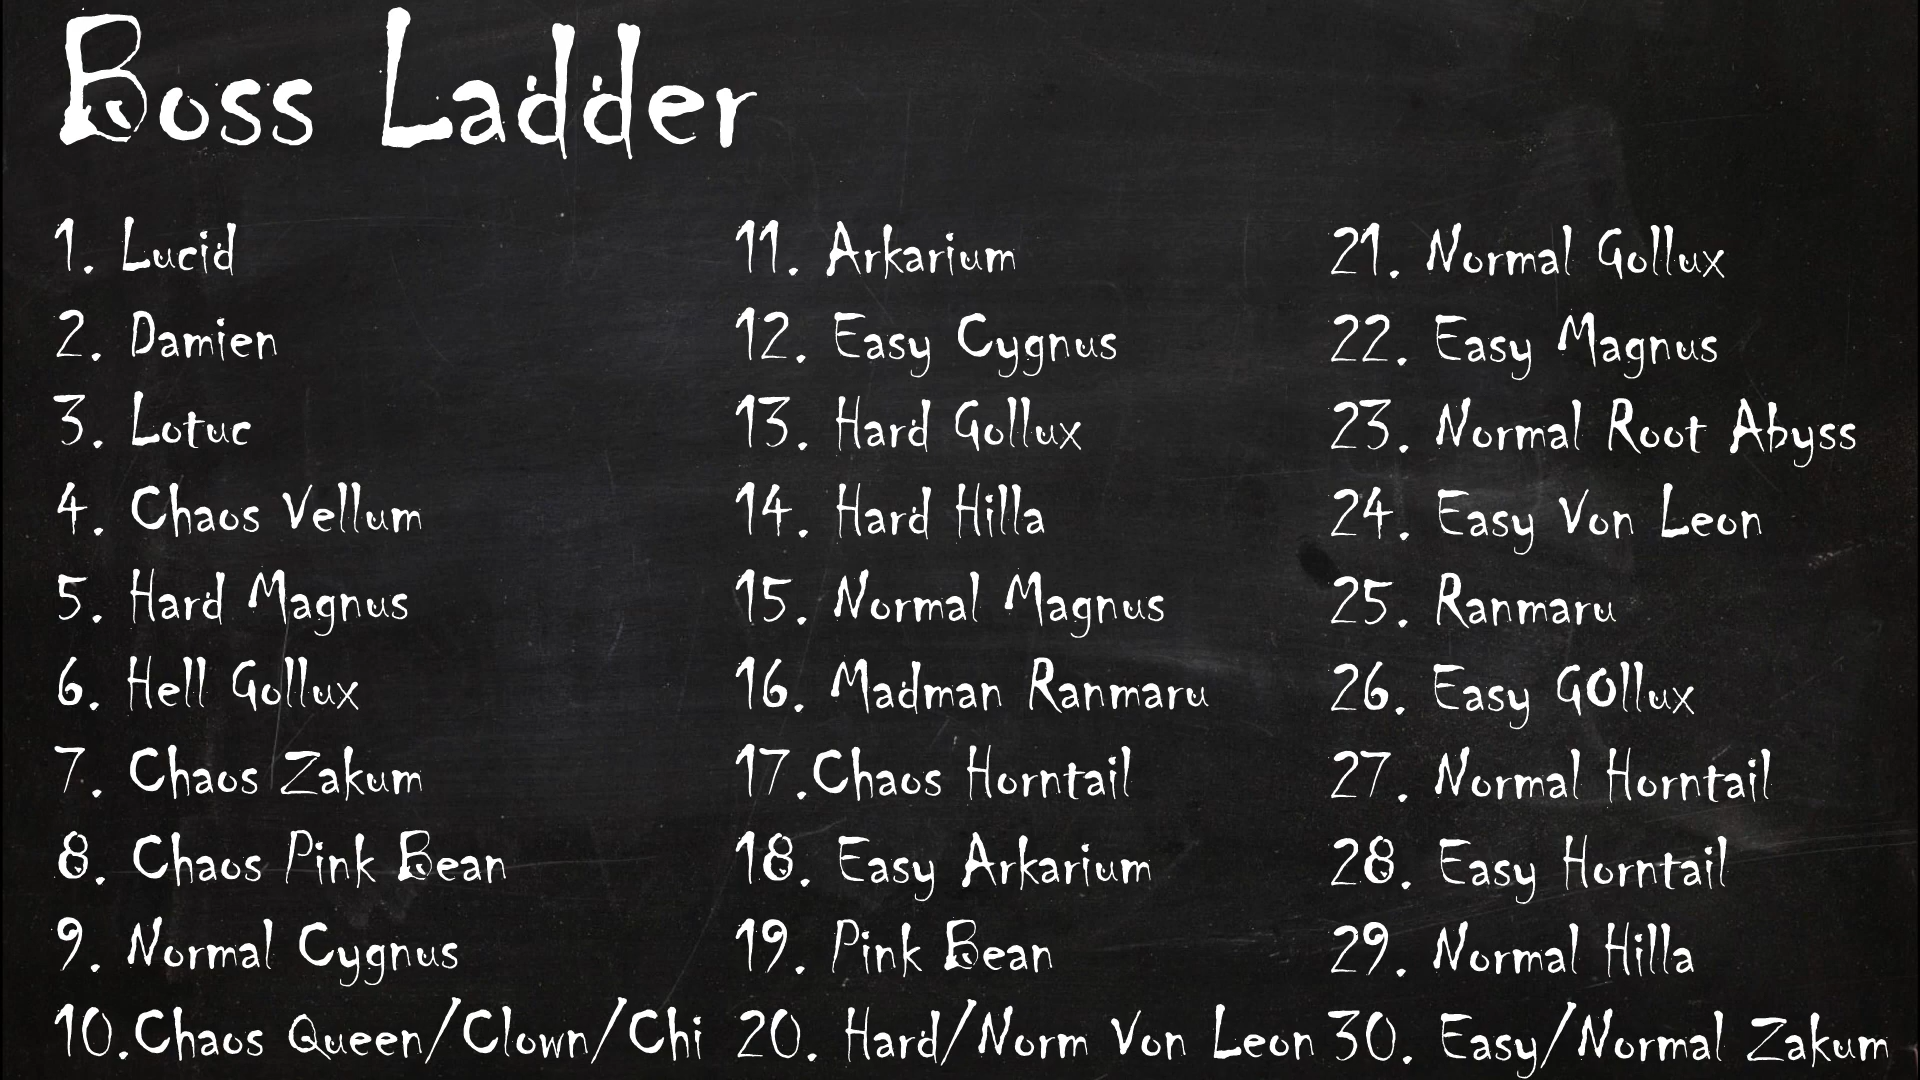 Boss Ladder
1. Lucid
2. Damien
3. Lotuc
4. Chaos Vellum
5. Hard Magnus
6. Hell Gollux
7. Chaos Zakum
8. Chaos Pink Bean
9. Normal Cygnus
10.Chaos Queen/Clown/Chi
11. Arkarium
12. Easy Cygnus
13. Hard Gollux
14. Hard Hilla
15. Normal Magnus
16. Madman Ranmaru
17.Chaos Horntail
18. Easy Arkarium
19. Pink Bean
20. Hard/Norm Von Leon
21. Normal Gollux
22. Easy Magnus
23. Normal Root Abyss
24. Easy Von Leon
25. Ranmaru
26. Easy GOllux
27. Normal Horntail
28. Easy Horntail
29. Normal Hilla
30. Easy/Normal Zakum